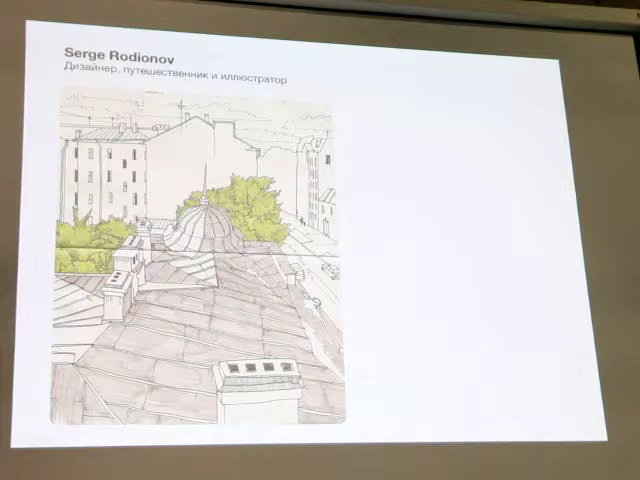 Serge Rodionov
Дизайнер, путешественник и иллюстратор